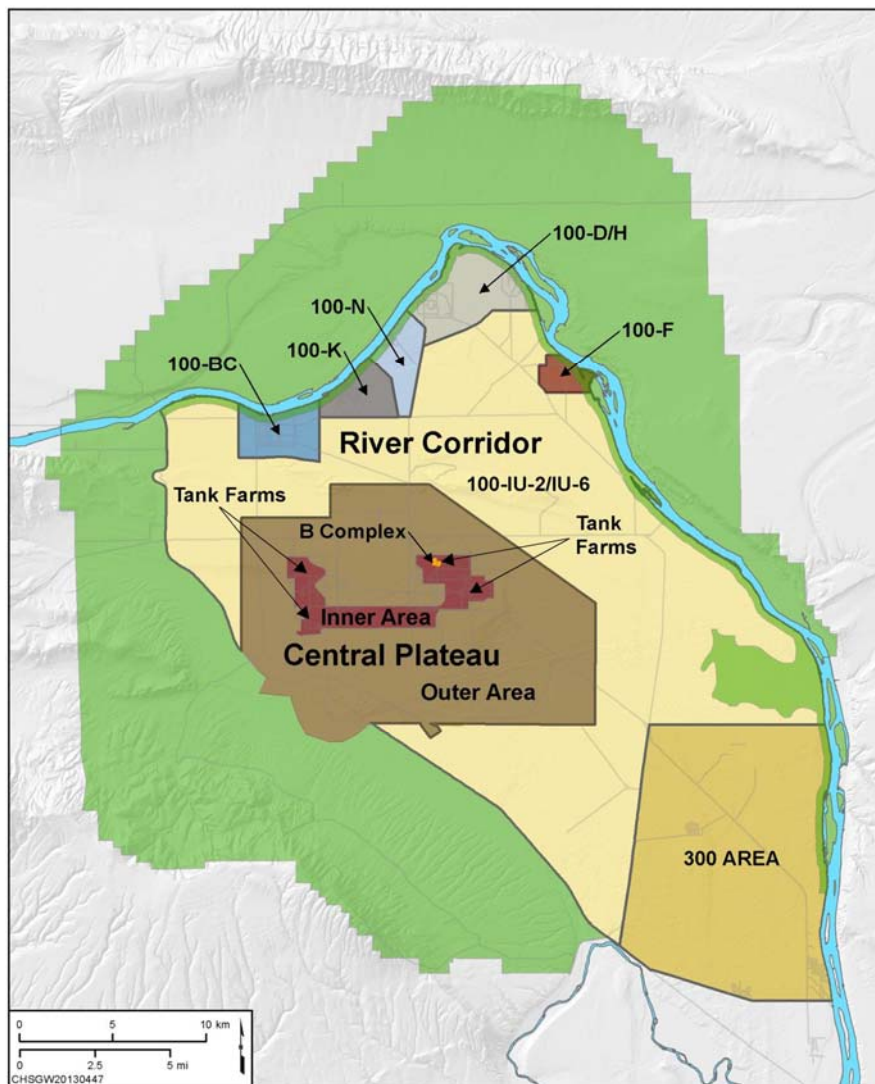 100-D/H
100-N
100-F
100-K
100-BC
River Corridor
100-IU-2/IU-6
Tank Farms
B Complex
Tank
Farms
Inner Area
Central Plateau
Outer Area
300 AREA
0 5 10 km
0 2.5 5 mi
CHSGW20130447